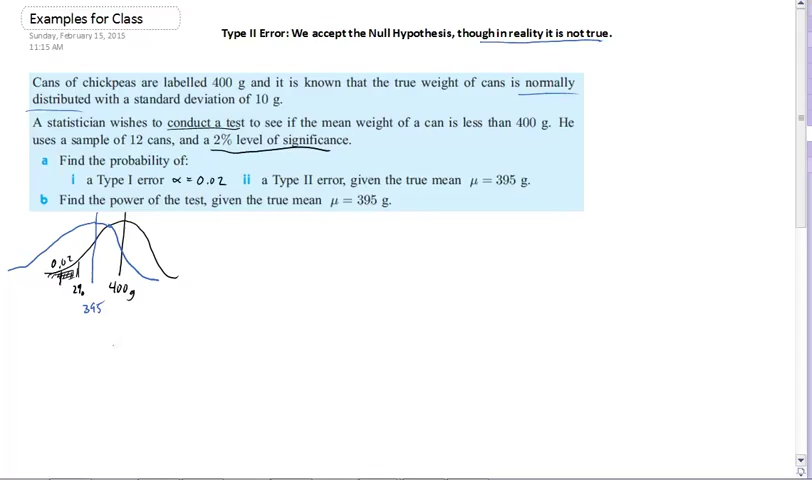 Examples for Class
Sunday, February 15, 2015
11:15 AM
Type II Error: We accept the Null Hypothesis, though in reality it is not true.
Cans of chickpeas are labelled 400 g and it is known that the true weight of cans is normally
distributed with a standard deviation of 10 g.
A statistician wishes to conduct a test to see if the mean weight of a can is less than 400 g. He
uses a sample of 12 cans, and a 2% level of significance.
a Find the probability of:
i a Type I error α = 0.02 ii a Type II error, given the true mean μ = 395 g.
b Find the power of the test, given the true mean μ = 395 g.
0.02
2% 400g
395